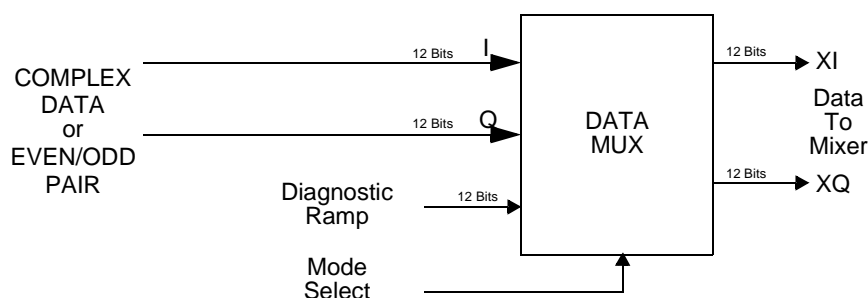 COMPLEX
DATA
or
EVEN/ODD
PAIR
12 Bits
I
12 Bits
Q
Diagnostic
Ramp
12 Bits
Mode
Select
DATA
MUX
12 Bits
XI
Data
To
Mixer
12 Bits
XQ